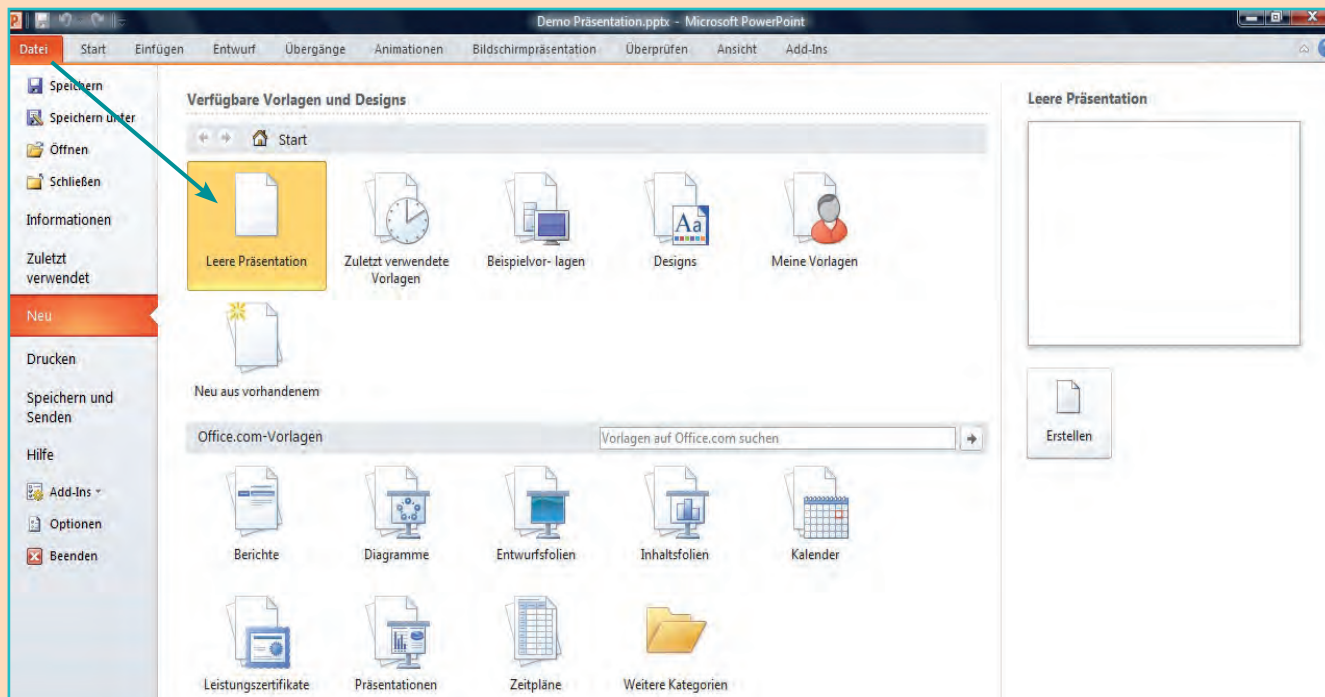 Demo Präsentation.pptx - Microsoft PowerPoint
Datei Start Einfügen Entwurf Übergänge Animationen Bildschirmpräsentation Überprüfen Ansicht Add-Ins
Speichern
Speichern unter
Öffnen
Schließen
Informationen
Zuletzt
verwendet
Neu
Drucken
Speichern und
Senden
Hilfe
Add-Ins
Optionen
Beenden
Verfügbare Vorlagen und Designs
Start
Leere Präsentation
Zuletzt verwendete
Vorlagen
Beispielvor- lagen
Designs
Meine Vorlagen
Neu aus vorhandenem
Office.com-Vorlagen
Vorlagen auf Office.com suchen
Berichte
Diagramme
Entwurfsfolien
Inhaltsfolien
Kalender
Leistungszertifikate
Präsentationen
Zeitpläne
Weitere Kategorien
Leere Präsentation
Erstellen